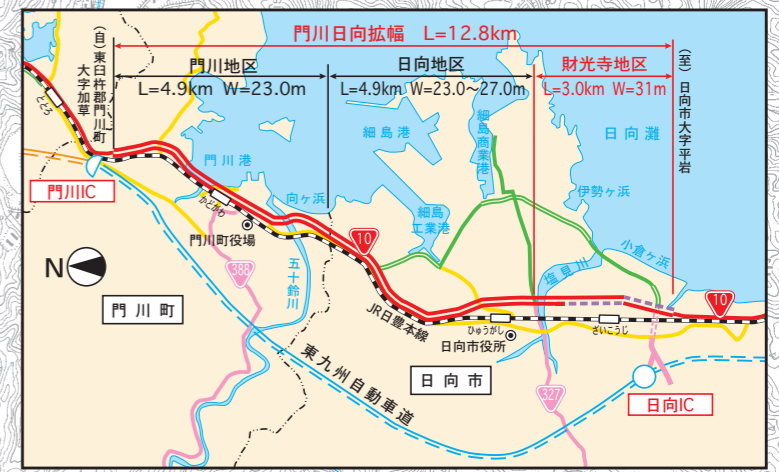 門川日向拡幅 L=12.8km
(自)東臼杵郡門川町
大字加草
門川地区
L=4.9km W=23.0m
日向地区
L=4.9km W=23.0~27.0m
財光寺地区
L=3.0km W=31m
(至)日向市大字平岩
ととろ
門川IC
門川港
かどがわ
門川町役場
向ヶ浜
細島港
細島
商業港
細島
工業港
日向灘
伊勢ヶ浜
小倉ヶ浜
塩見川
五十鈴川
10
10
388
327
N
門川町
JR日豊本線
東九州自動車道
ひゅうがし
日向市役所
ざいこうじ
日向市
日向IC